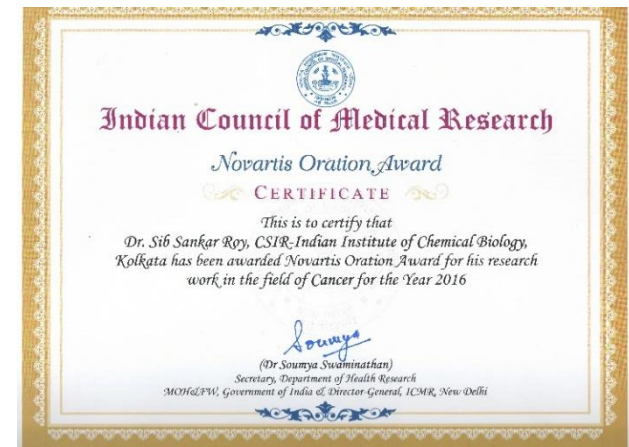 Indian Council of Medical Research
Novartis Oration Award
CERTIFICATE
This is to certify that
Dr. Sib Sankar Roy, CSIR-Indian Institute of Chemical Biology,
Kolkata has been awarded Novartis Oration Award for his research
work in the field of Cancer for the Year 2016
Soumya
(Dr Soumya Swaminathan)
Secretary, Department of Health Research
MOH&FW, Government of India & Director-General, ICMR, New Delhi